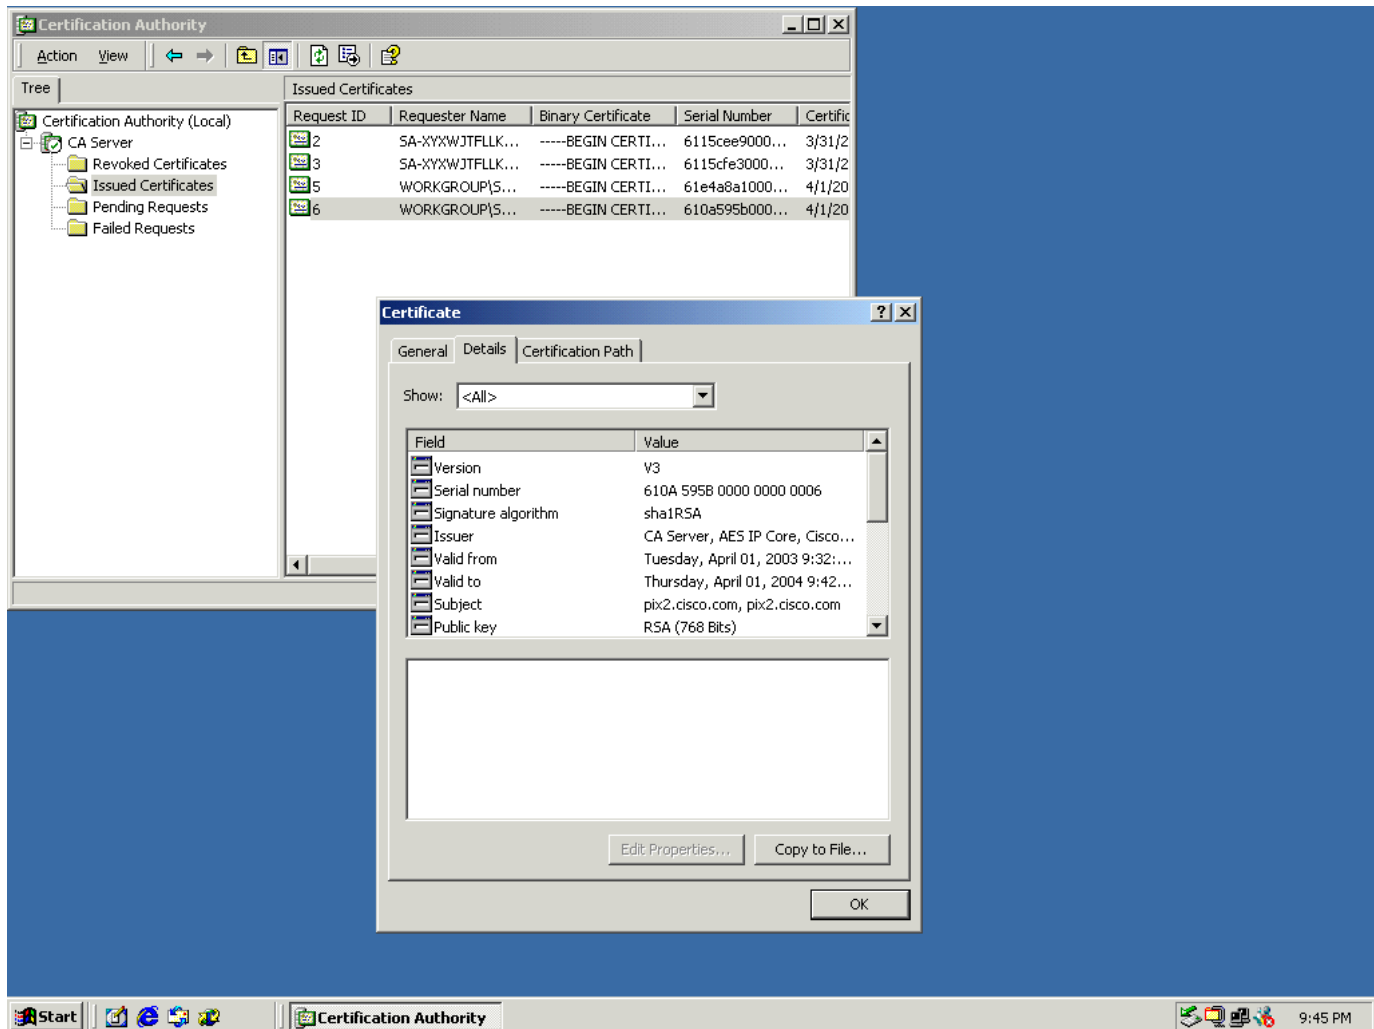 Certification Authority
Action View
Tree
Issued Certificates
Certification Authority (Local)
CA Server
Revoked Certificates
Issued Certificates
Pending Requests
Failed Requests
Request ID Requester Name Binary Certificate Serial Number Certific
2 SA-XYXWJTFLLK... -----BEGIN CERTI... 6115cee9000... 3/31/2
3 SA-XYXWJTFLLK... -----BEGIN CERTI... 6115cfe3000... 3/31/2
5 WORKGROUP\S... -----BEGIN CERTI... 61e4a8a1000... 4/1/20
6 WORKGROUP\S... -----BEGIN CERTI... 610a595b000... 4/1/20
Certificate
General Details Certification Path
Show: <All>
Field Value
Version V3
Serial number 610A 595B 0000 0000 0006
Signature algorithm sha1RSA
Issuer CA Server, AES IP Core, Cisco...
Valid from Tuesday, April 01, 2003 9:32:...
Valid to Thursday, April 01, 2004 9:42...
Subject pix2.cisco.com, pix2.cisco.com
Public key RSA (768 Bits)
Edit Properties... Copy to File...
OK
Start Certification Authority 9:45 PM